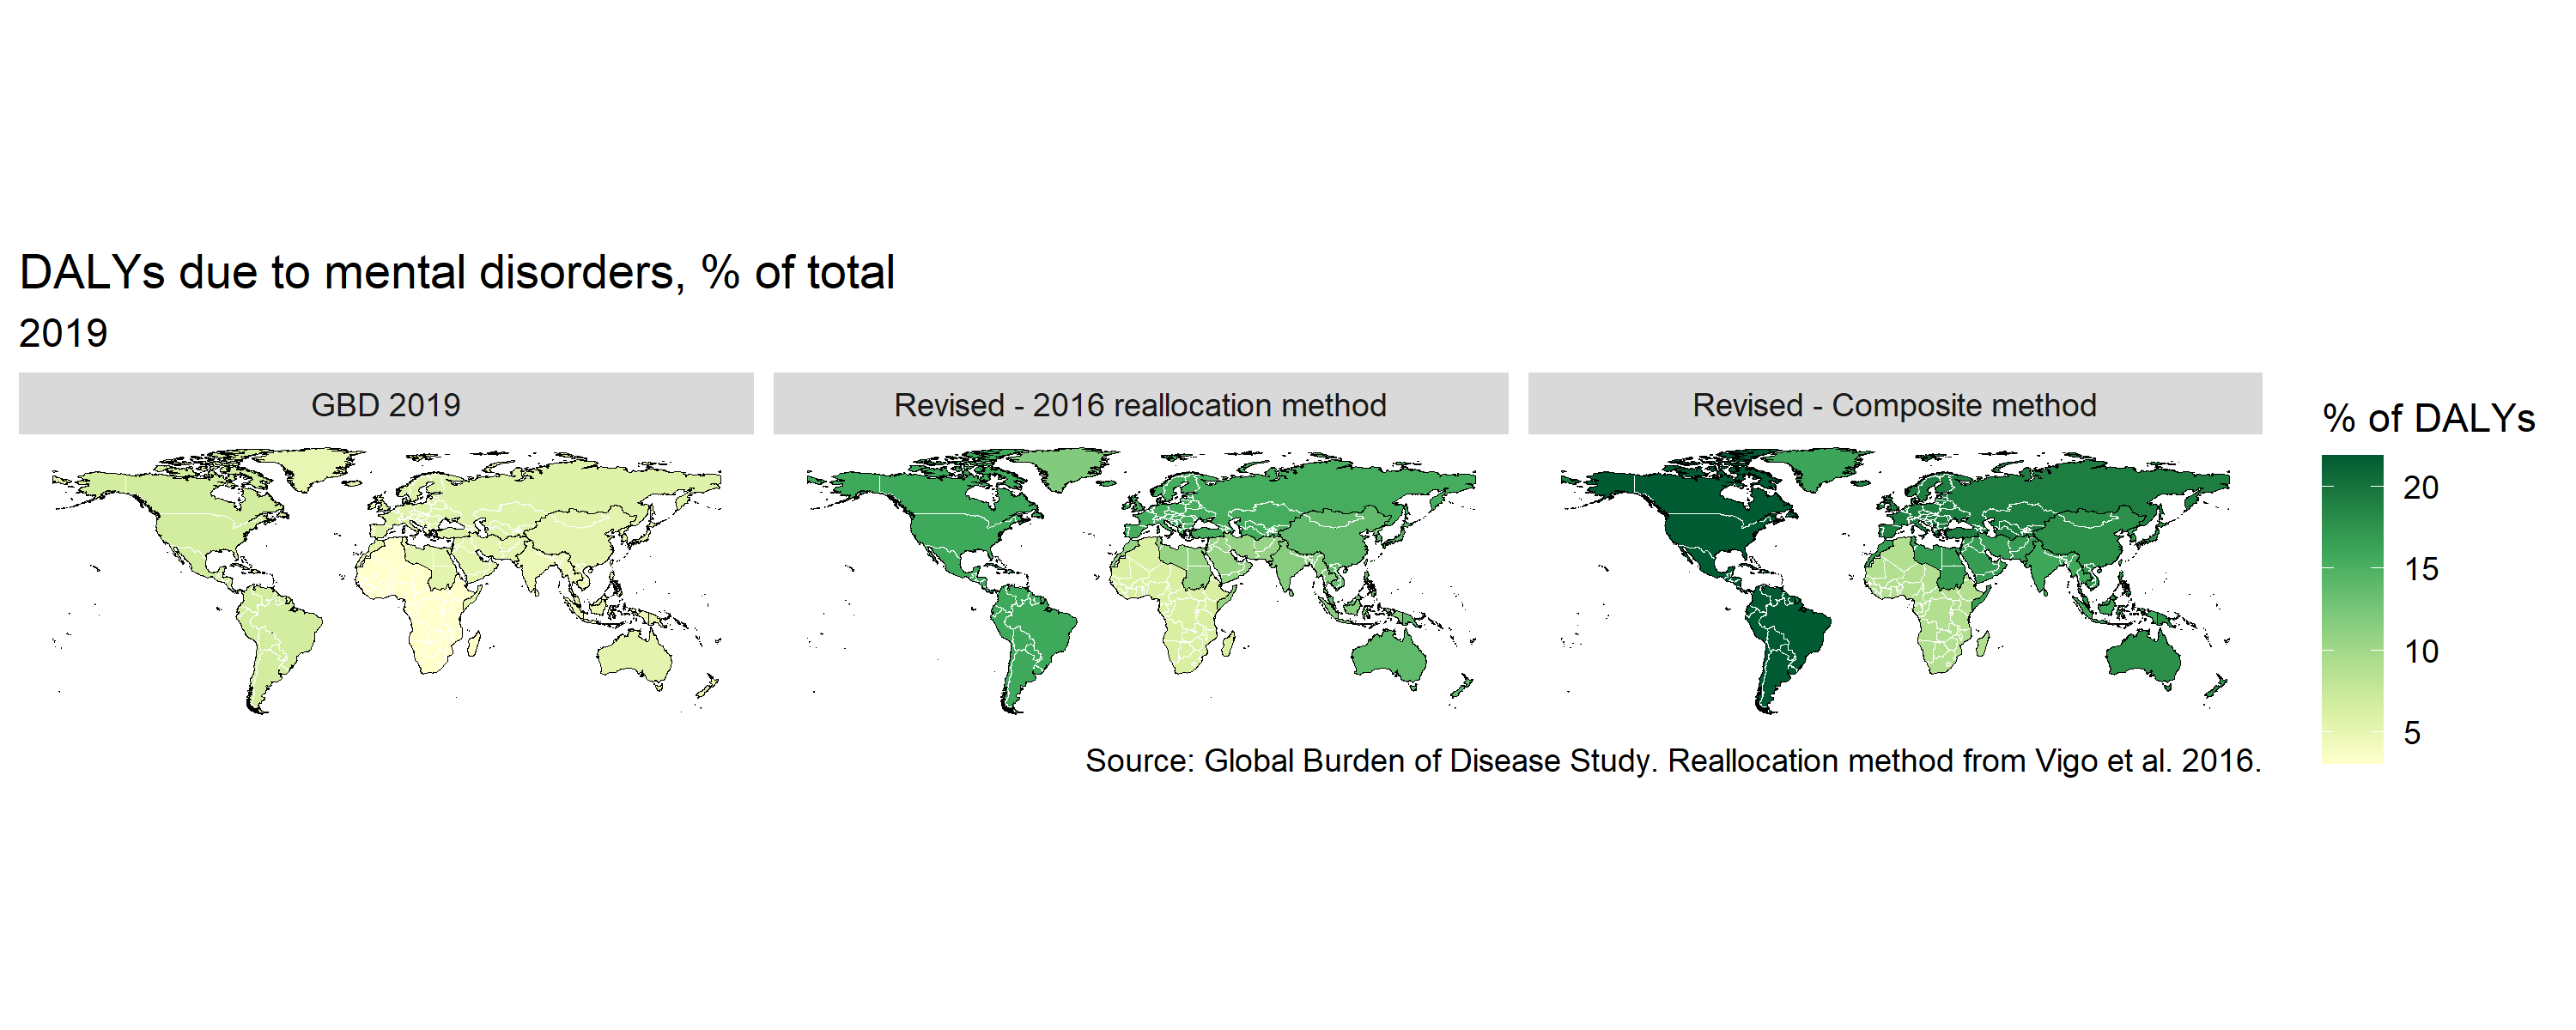 DALYs due to mental disorders, % of total
2019
GBD 2019
Revised - 2016 reallocation method
Revised - Composite method
% of DALYs
20
15
10
5
Source: Global Burden of Disease Study. Reallocation method from Vigo et al. 2016.